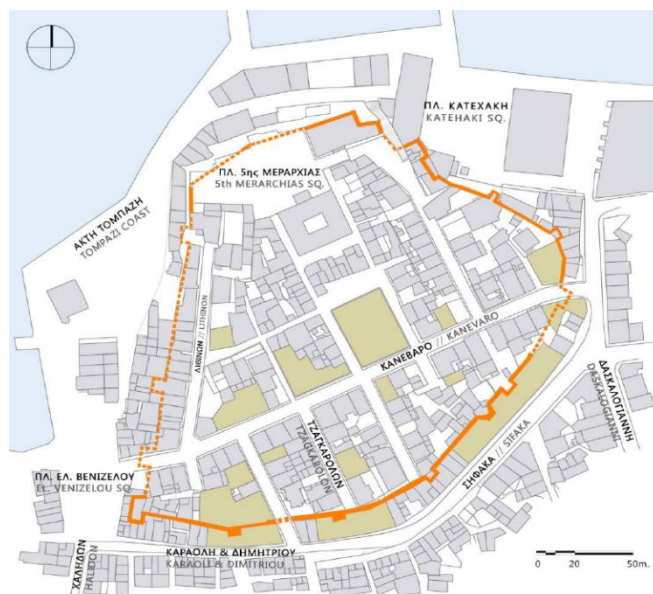 ΠΛ. ΚΑΤΕΧΑΚΗ
KATEHAKI SQ.
ΠΛ. 5ης ΜΕΡΑΡΧΙΑΣ
5th MERARCHIAS SQ.
ΑΚΤΗ ΤΟΜΠΑΖΗ
TOMPAZI COAST
ΛΙΘΙΝΩΝ // LITHINON
ΚΑΝΕΒΑΡΟ // KANEVARO
ΔΑΣΚΑΛΟΓΙΑΝΝΗ
DASKALOGIANNI
ΤΖΑΓΚΑΡΟΛΩΝ
TZAGKAROLON
ΣΗΦΑΚΑ // SIFAKA
ΠΛ. ΕΛ. ΒΕΝΙΖΕΛΟΥ
EL. VENIZELOU SQ.
ΚΑΡΑΟΛΗ & ΔΗΜΗΤΡΙΟΥ
KARAOLI & DIMITRIOU
ΧΑΛΗΔΩΝ
HALIDON
0 20 50m.